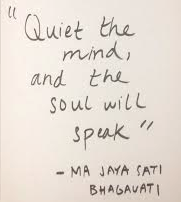 "Quiet the
mind,
and the
soul will
speak"
- MA JAYA SATI
BHAGAVATI